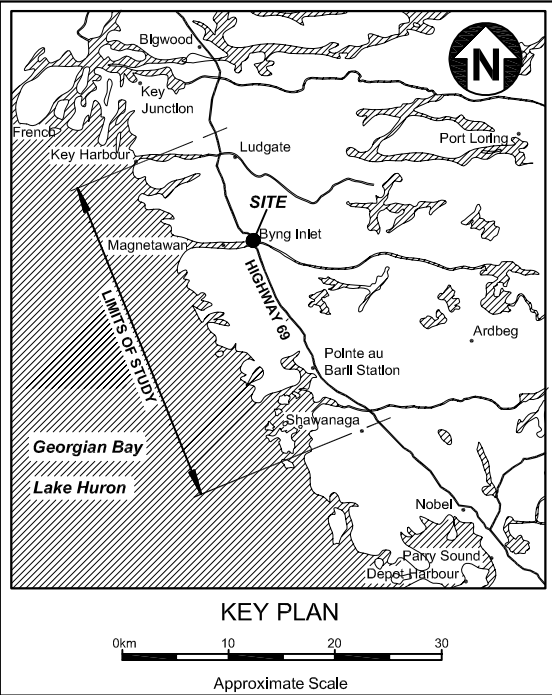 Bigwood
N
Key
Junction
French
Port Loring
Key Harbour
Ludgate
SITE
Byng Inlet
Magnetawan
HIGHWAY 69
LIMITS OF STUDY
Ardbeg
Pointe au
Baril Station
Shawanaga
Georgian Bay
Lake Huron
Nobel
Parry Sound
Depot Harbour
KEY PLAN
0km 10 20 30
Approximate Scale